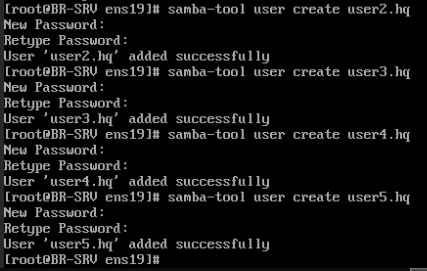 [root@BR-SRV ens19]# samba-tool user create user2.hq
New Password:
Retype Password:
User 'user2.hq' added successfully
[root@BR-SRV ens19]# samba-tool user create user3.hq
New Password:
Retype Password:
User 'user3.hq' added successfully
[root@BR-SRV ens19]# samba-tool user create user4.hq
New Password:
Retype Password:
User 'user4.hq' added successfully
[root@BR-SRV ens19]# samba-tool user create user5.hq
New Password:
Retype Password:
User 'user5.hq' added successfully
[root@BR-SRV ens19]#